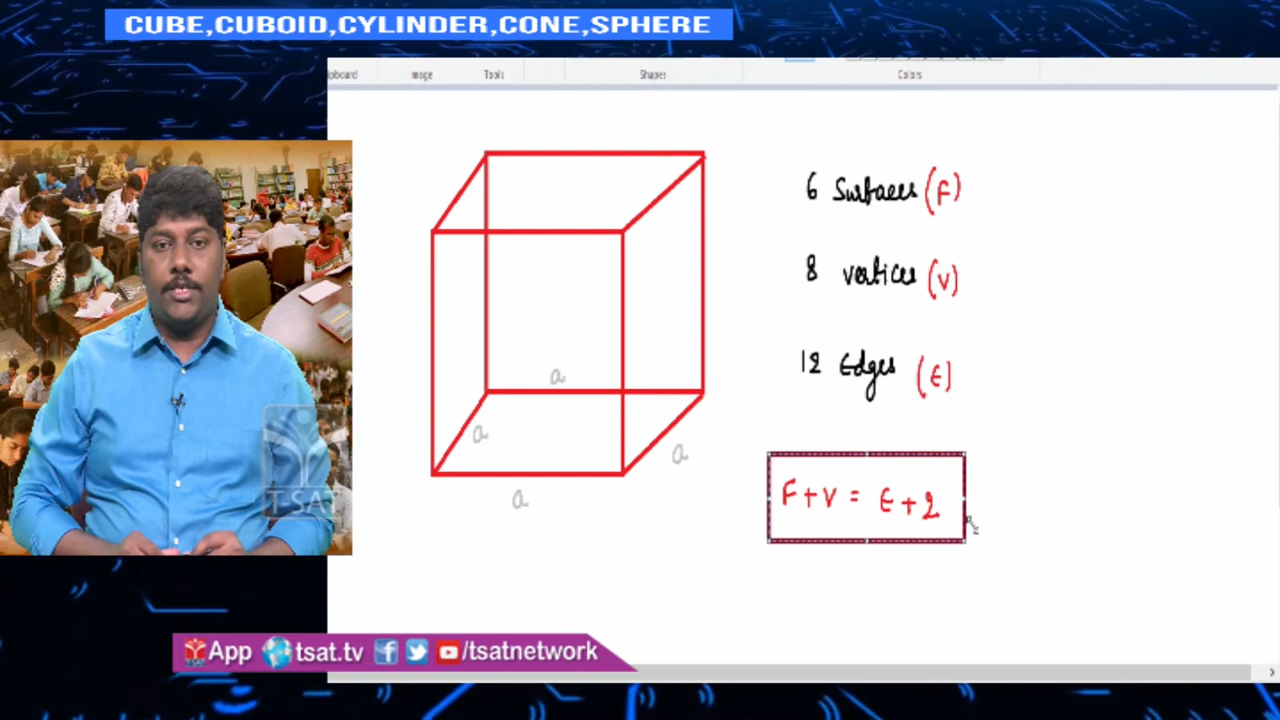 CUBE,CUBOID,CYLINDER,CONE,SPHERE
Image Tools Shapes Colors
6 Surfaces (F)
8 vertices (V)
12 Edges (E)
a
a
a
a
F+V = E+2
T-SAT
App tsat.tv /tsatnetwork